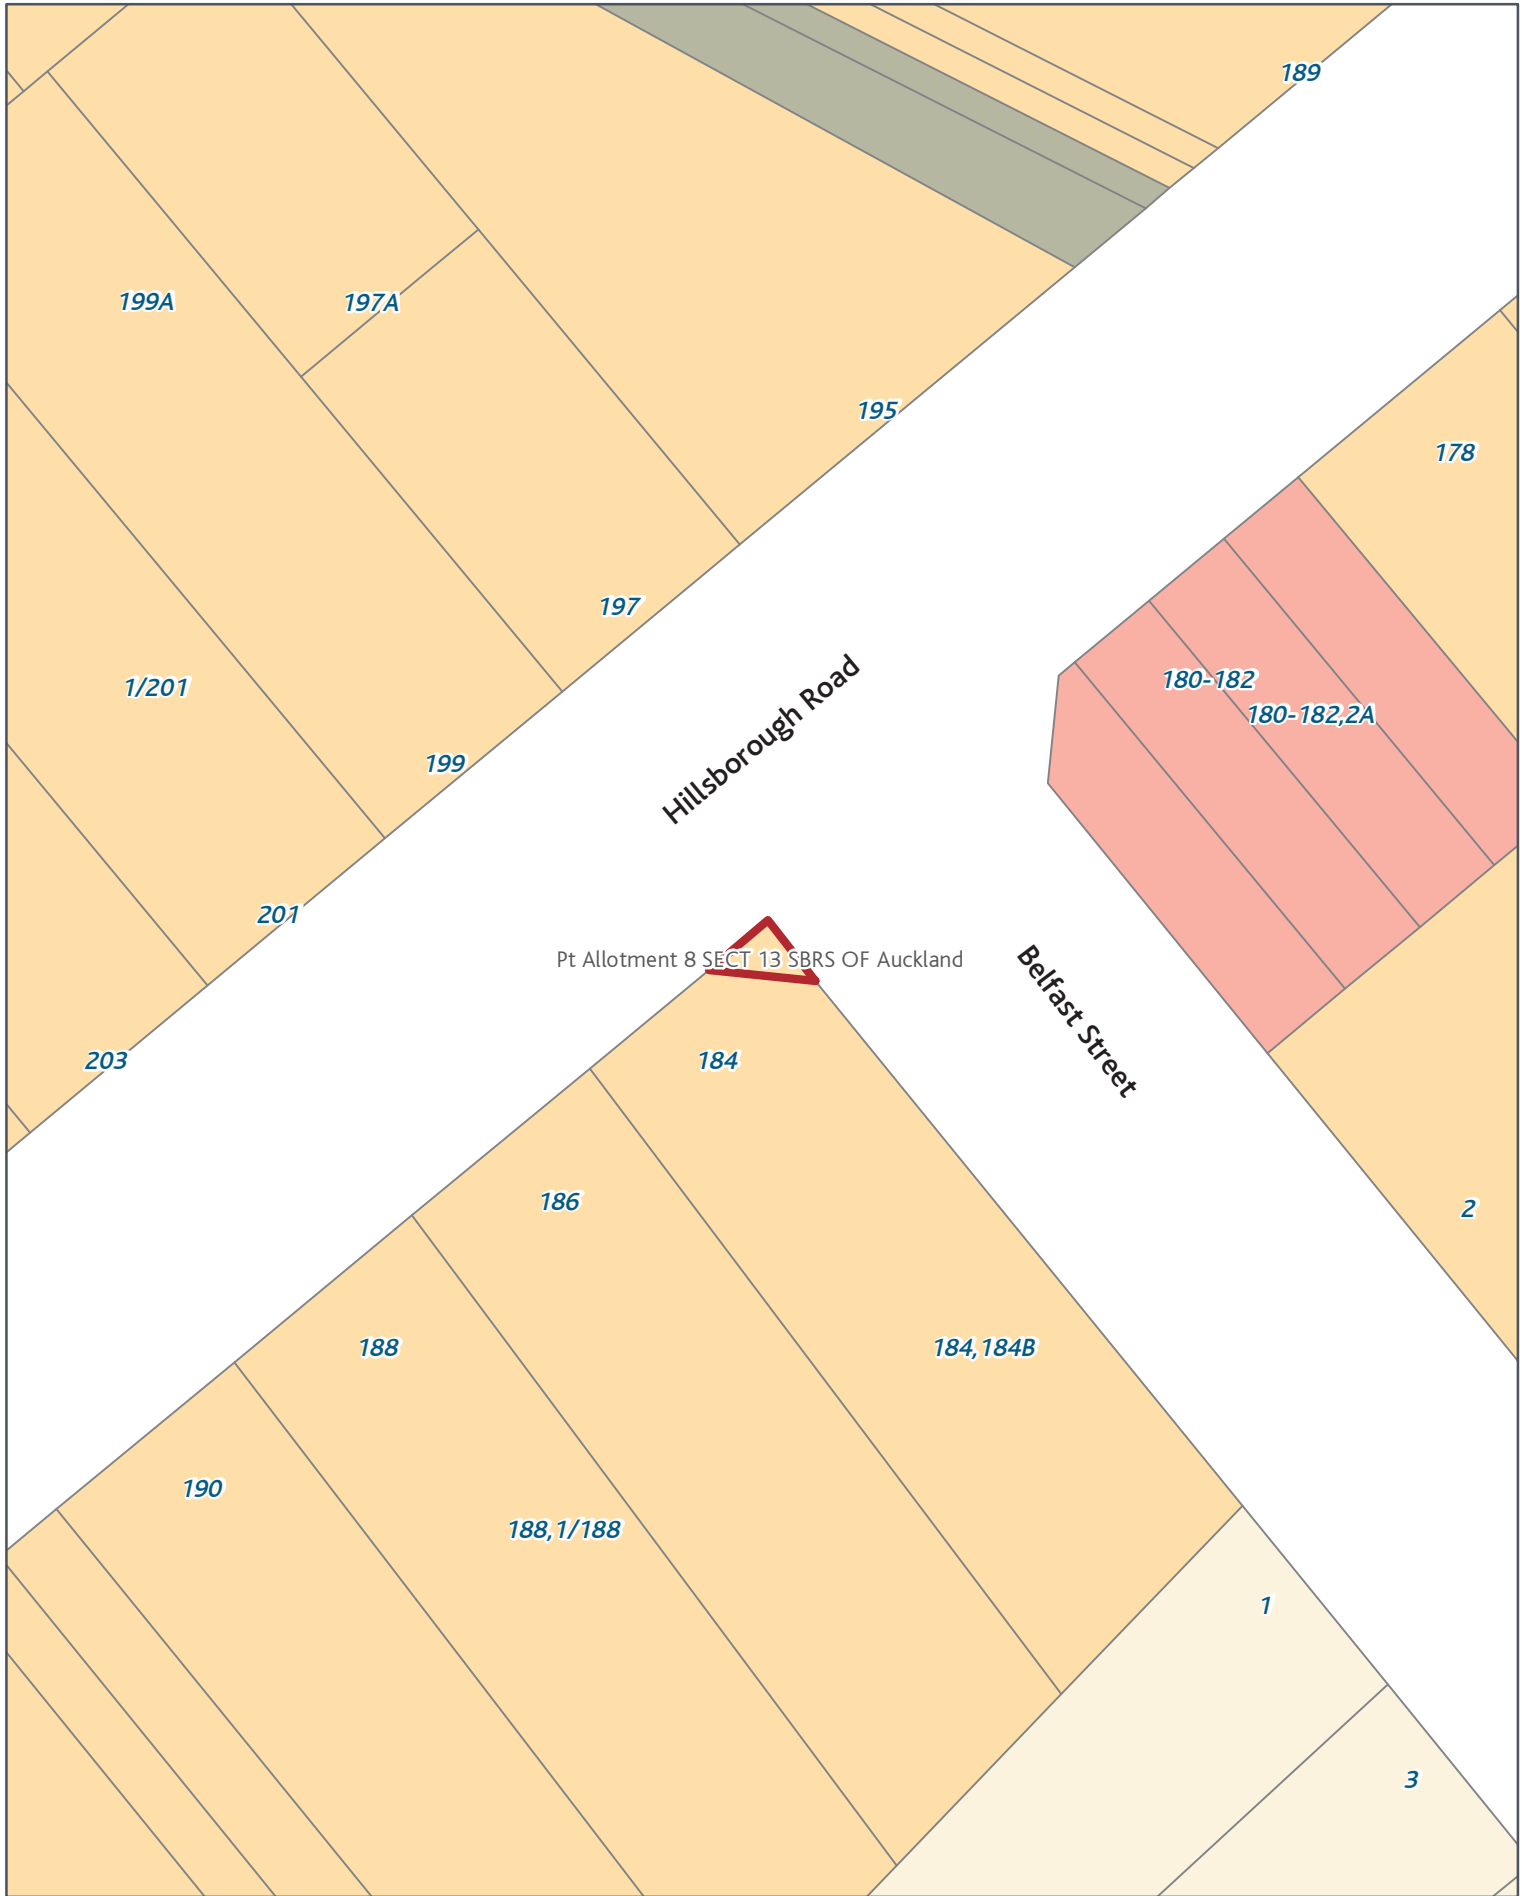 189
199A
197A
195
178
197
180-182
1/201
180-182,2A
Hillsborough Road
199
201
Pt Allotment 8 SECT 13 SBRS OF Auckland
Belfast Street
203
184
186
2
188
184,184B
190
188,1/188
1
3